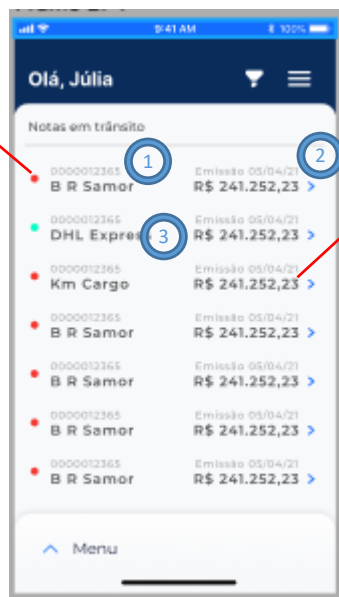 9:41 AM 100%
Olá, Júlia
Notas em trânsito
0000012365 1 Emissão 05/04/21 2
B R Samor R$ 241.252,23 >
0000012365 Emissão 05/04/21
DHL Express 3 R$ 241.252,23 >
0000012365 Emissão 05/04/21
Km Cargo R$ 241.252,23 >
0000012365 Emissão 05/04/21
B R Samor R$ 241.252,23 >
0000012365 Emissão 05/04/21
B R Samor R$ 241.252,23 >
0000012365 Emissão 05/04/21
B R Samor R$ 241.252,23 >
0000012365 Emissão 05/04/21
B R Samor R$ 241.252,23 >
Menu